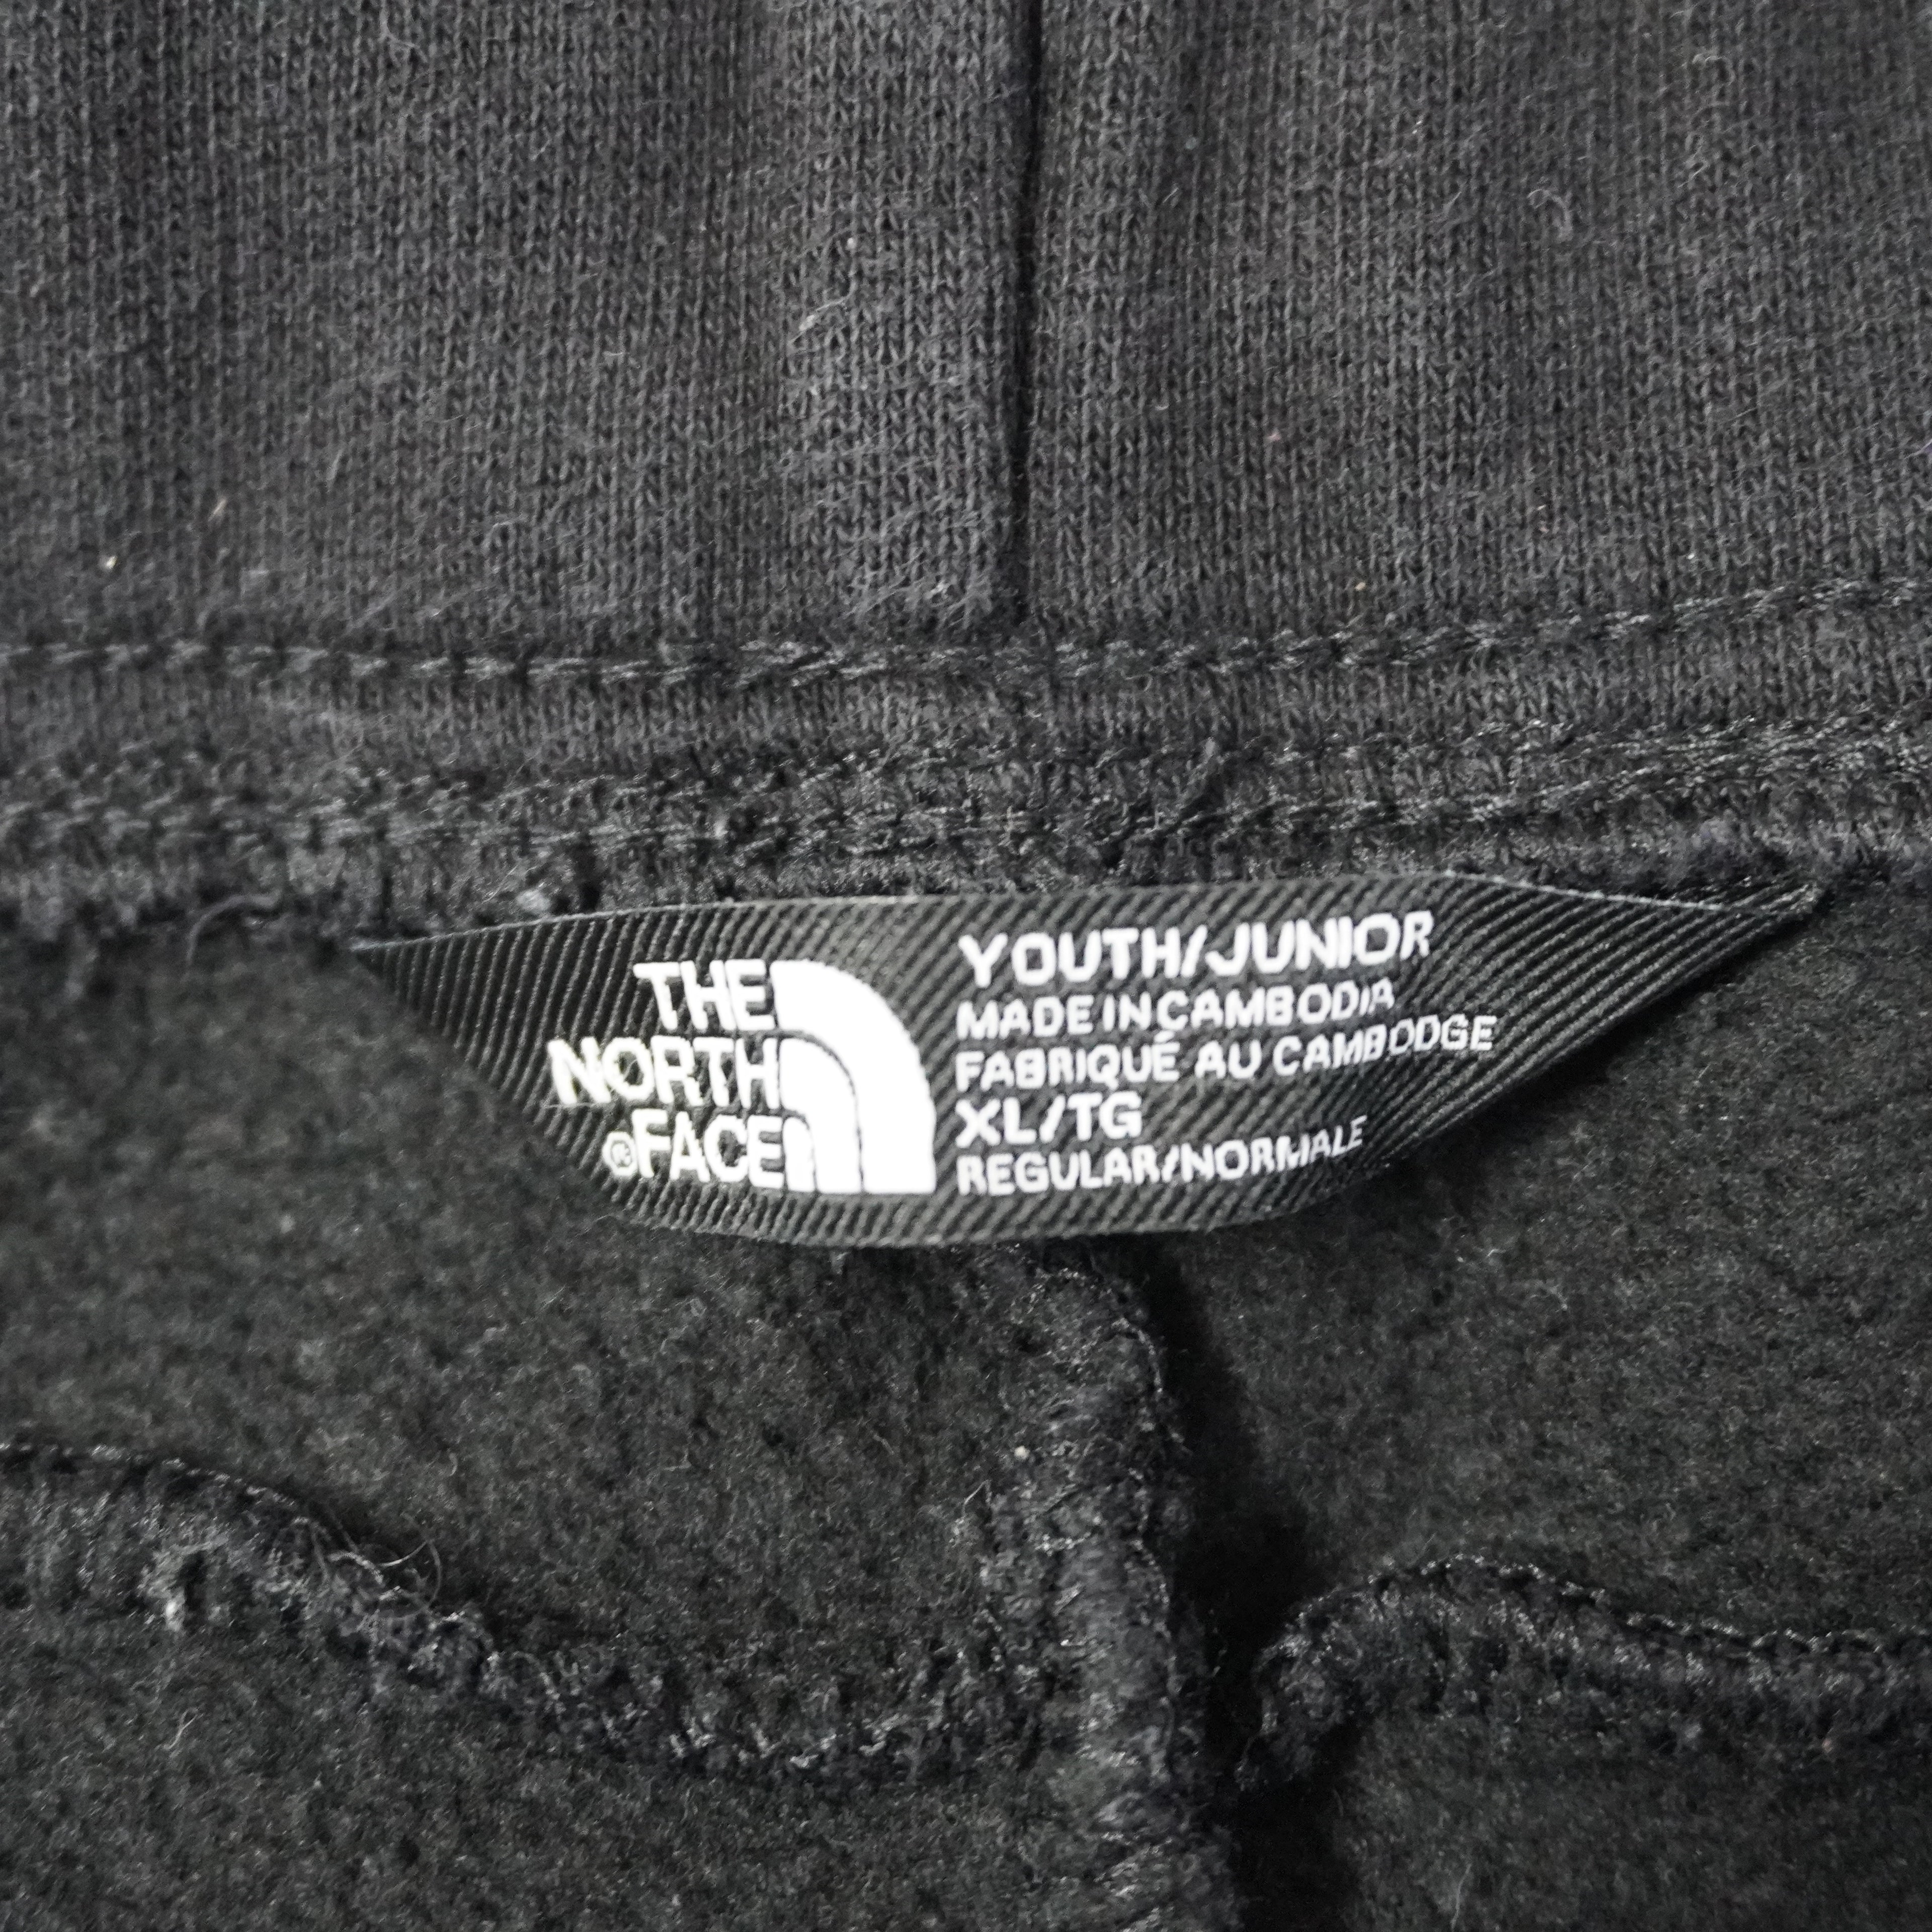 THE
NORTH
®FACE
YOUTH/JUNIOR
MADE IN CAMBODIA
FABRIQUÉ AU CAMBODGE
XL/TG
REGULAR/NORMALE